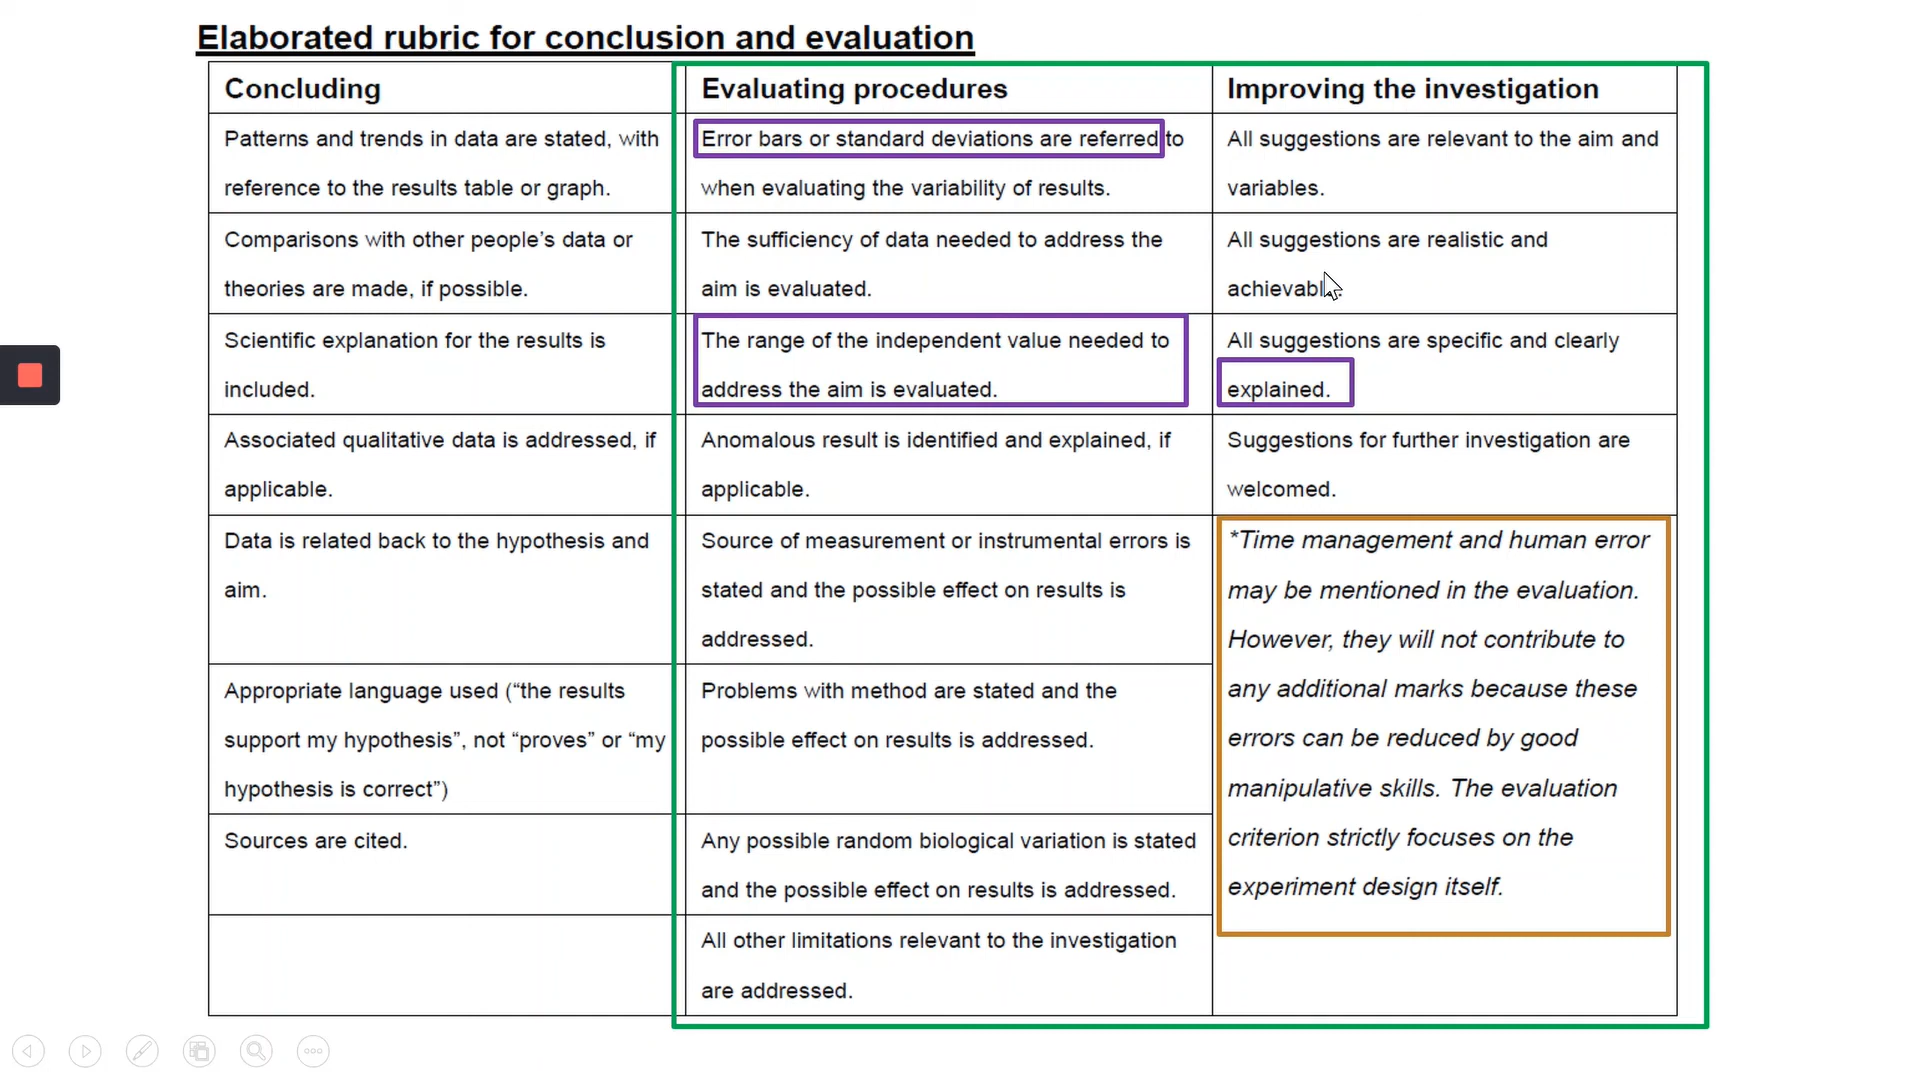 Elaborated rubric for conclusion and evaluation
Concluding
Evaluating procedures
Improving the investigation
Patterns and trends in data are stated, with
reference to the results table or graph.
Error bars or standard deviations are referred to
when evaluating the variability of results.
All suggestions are relevant to the aim and
variables.
Comparisons with other people’s data or
theories are made, if possible.
The sufficiency of data needed to address the
aim is evaluated.
All suggestions are realistic and
achievable.
Scientific explanation for the results is
included.
The range of the independent value needed to
address the aim is evaluated.
All suggestions are specific and clearly
explained.
Associated qualitative data is addressed, if
applicable.
Anomalous result is identified and explained, if
applicable.
Suggestions for further investigation are
welcomed.
Data is related back to the hypothesis and
aim.
Source of measurement or instrumental errors is
stated and the possible effect on results is
addressed.
*Time management and human error
may be mentioned in the evaluation.
However, they will not contribute to
any additional marks because these
errors can be reduced by good
manipulative skills. The evaluation
criterion strictly focuses on the
experiment design itself.
Appropriate language used (“the results
support my hypothesis”, not “proves” or “my
hypothesis is correct”)
Problems with method are stated and the
possible effect on results is addressed.
Sources are cited.
Any possible random biological variation is stated
and the possible effect on results is addressed.
All other limitations relevant to the investigation
are addressed.